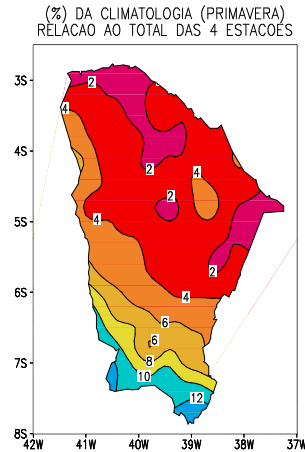 (%) DA CLIMATOLOGIA (PRIMAVERA)
RELACAO AO TOTAL DAS 4 ESTACOES
3S
2
4
2
4S
4
2
5S
4
2
6S
4
6
6
7S
8
10
12
8S
42W 41W 40W 39W 38W 37W